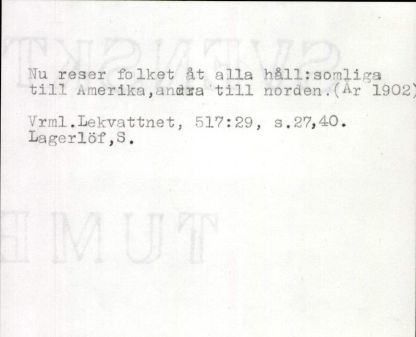 Nu reser folket åt alla håll:somliga
till Amerika,andra till norden.(År 1902)
Vrml.Lekvattnet, 517:29, s.27,40.
Lagerlöf,S.